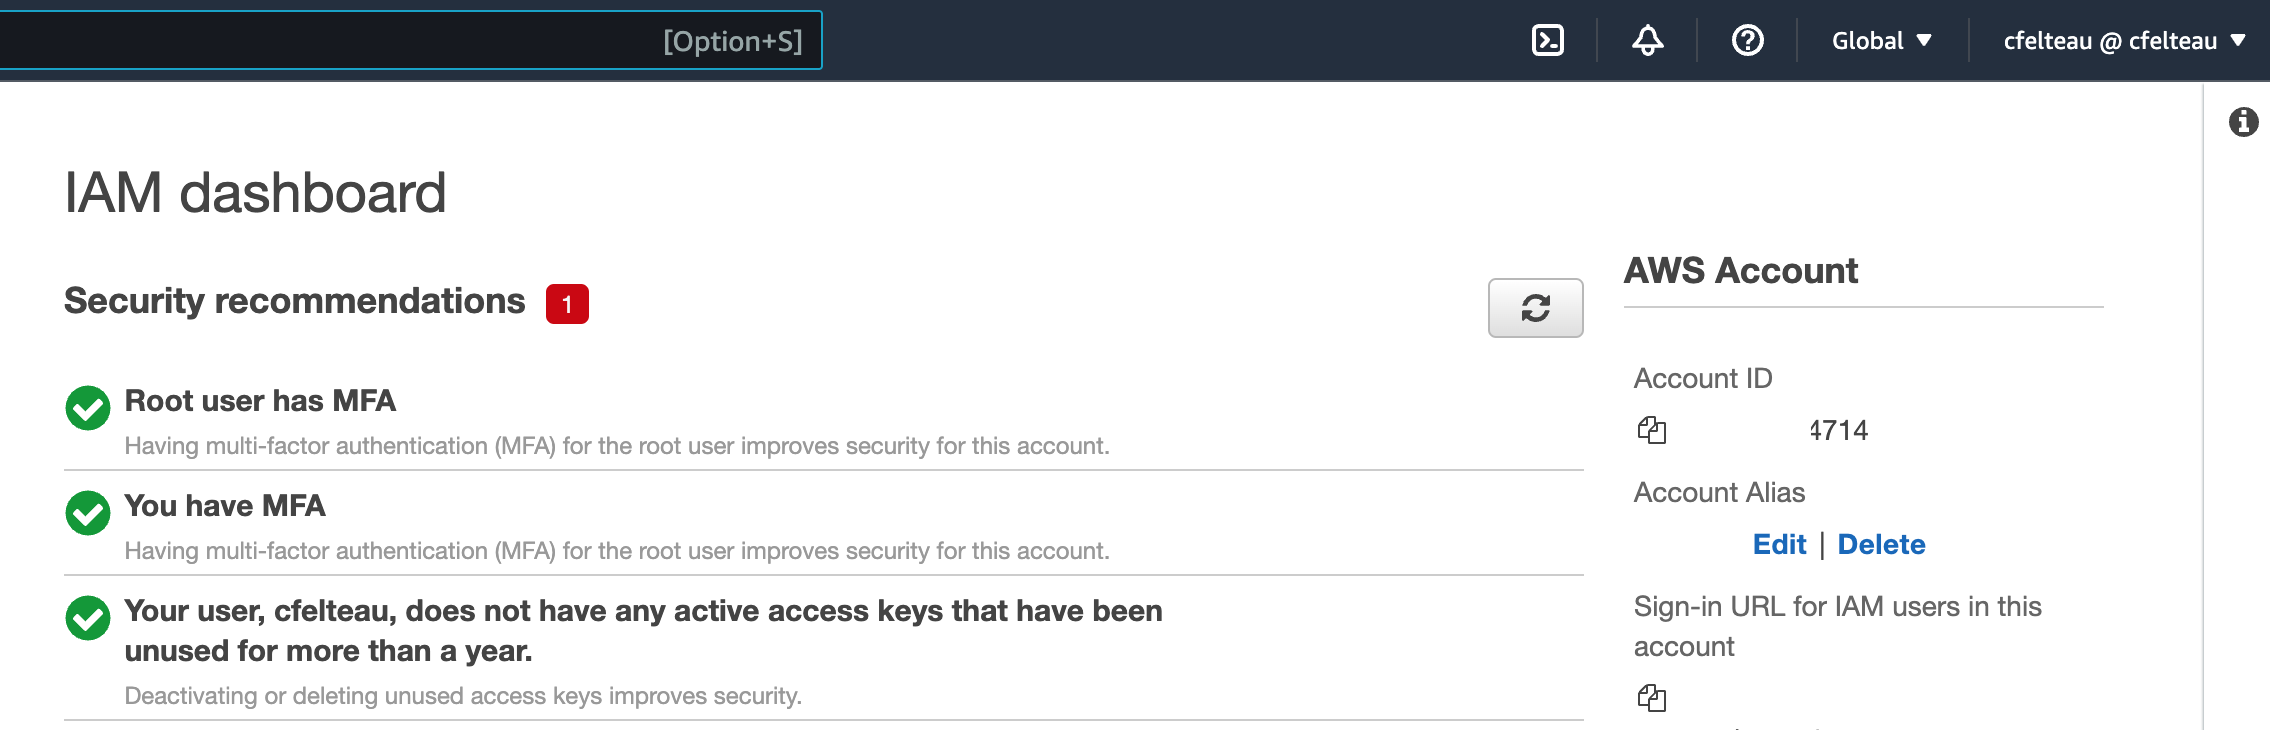 [Option+S]
Global
cfelteau @ cfelteau
IAM dashboard
Security recommendations 1
Root user has MFA
Having multi-factor authentication (MFA) for the root user improves security for this account.
You have MFA
Having multi-factor authentication (MFA) for the root user improves security for this account.
Your user, cfelteau, does not have any active access keys that have been
unused for more than a year.
Deactivating or deleting unused access keys improves security.
AWS Account
Account ID
4714
Account Alias
Edit | Delete
Sign-in URL for IAM users in this
account